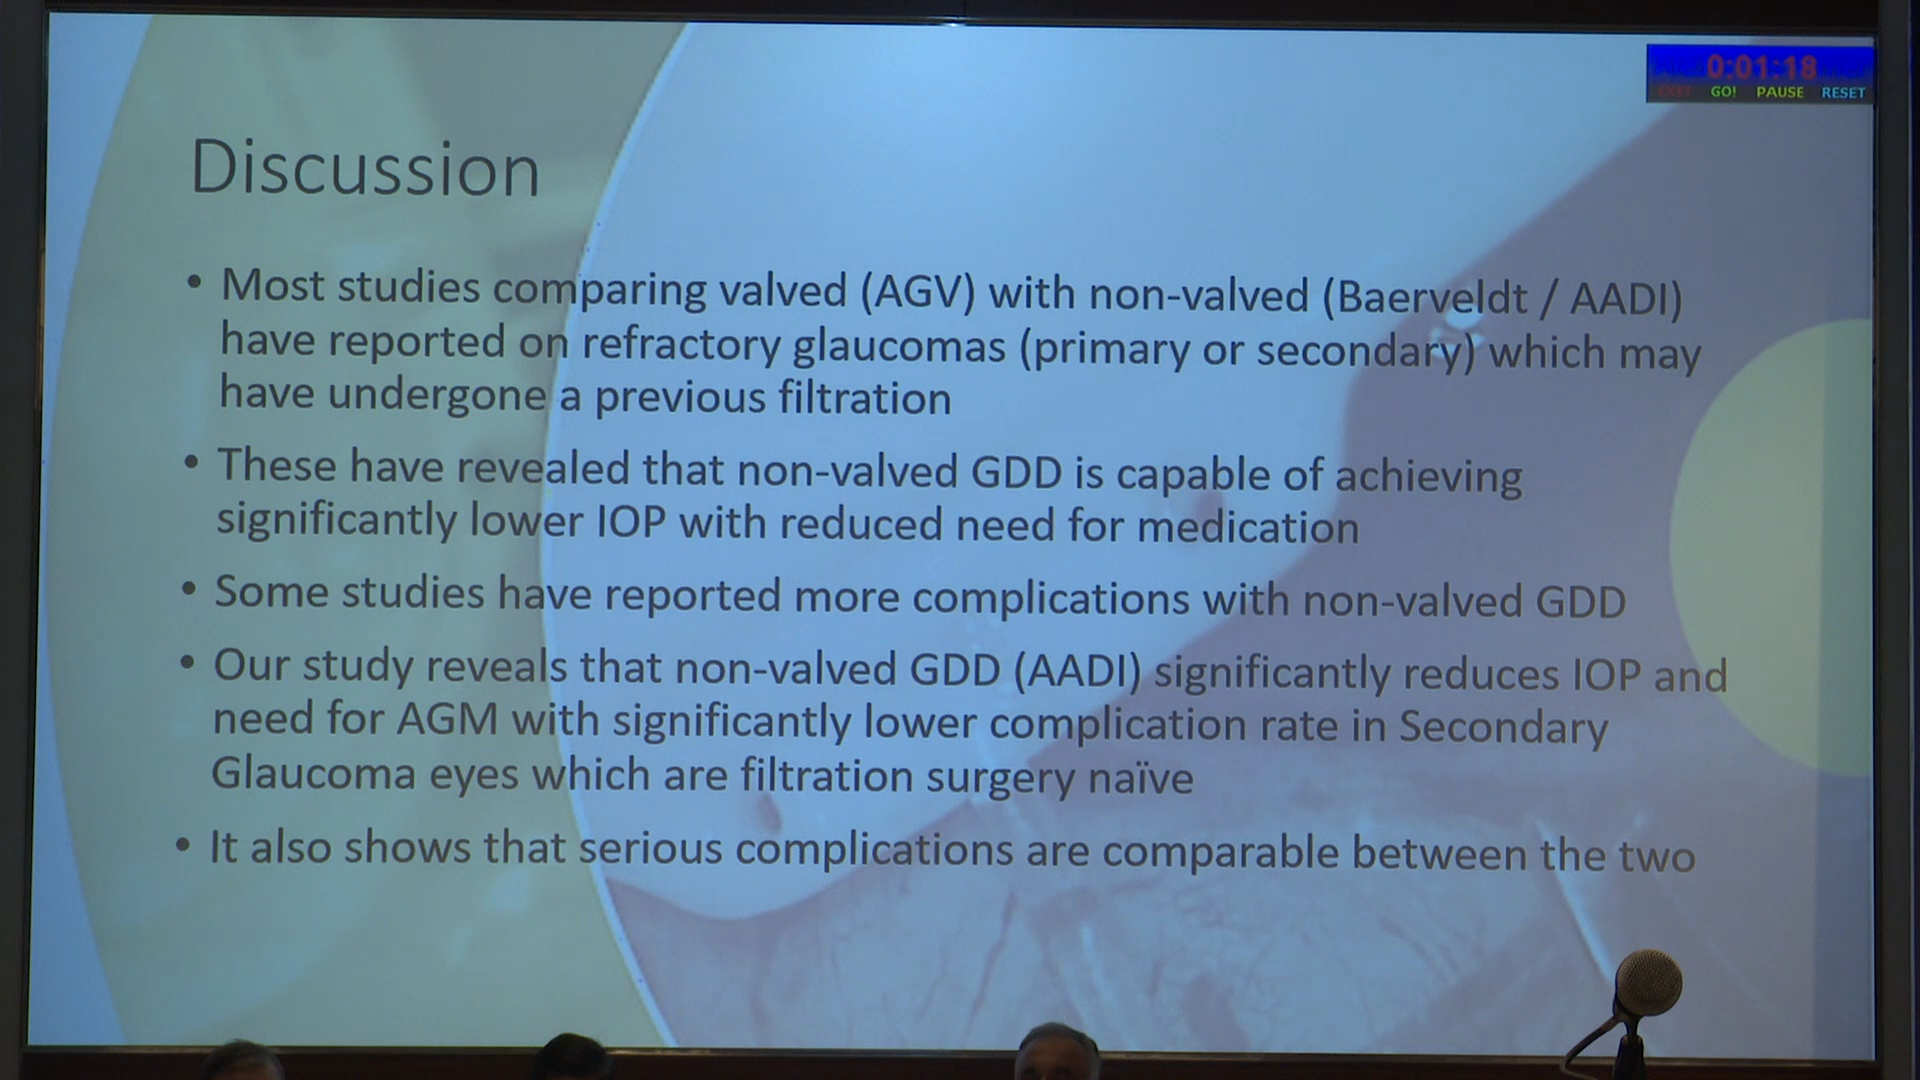 0:01:18
EXIT GO! PAUSE RESET
Discussion
• Most studies comparing valved (AGV) with non-valved (Baerveldt / AADI)
have reported on refractory glaucomas (primary or secondary) which may
have undergone a previous filtration
• These have revealed that non-valved GDD is capable of achieving
significantly lower IOP with reduced need for medication
• Some studies have reported more complications with non-valved GDD
• Our study reveals that non-valved GDD (AADI) significantly reduces IOP and
need for AGM with significantly lower complication rate in Secondary
Glaucoma eyes which are filtration surgery naïve
• It also shows that serious complications are comparable between the two